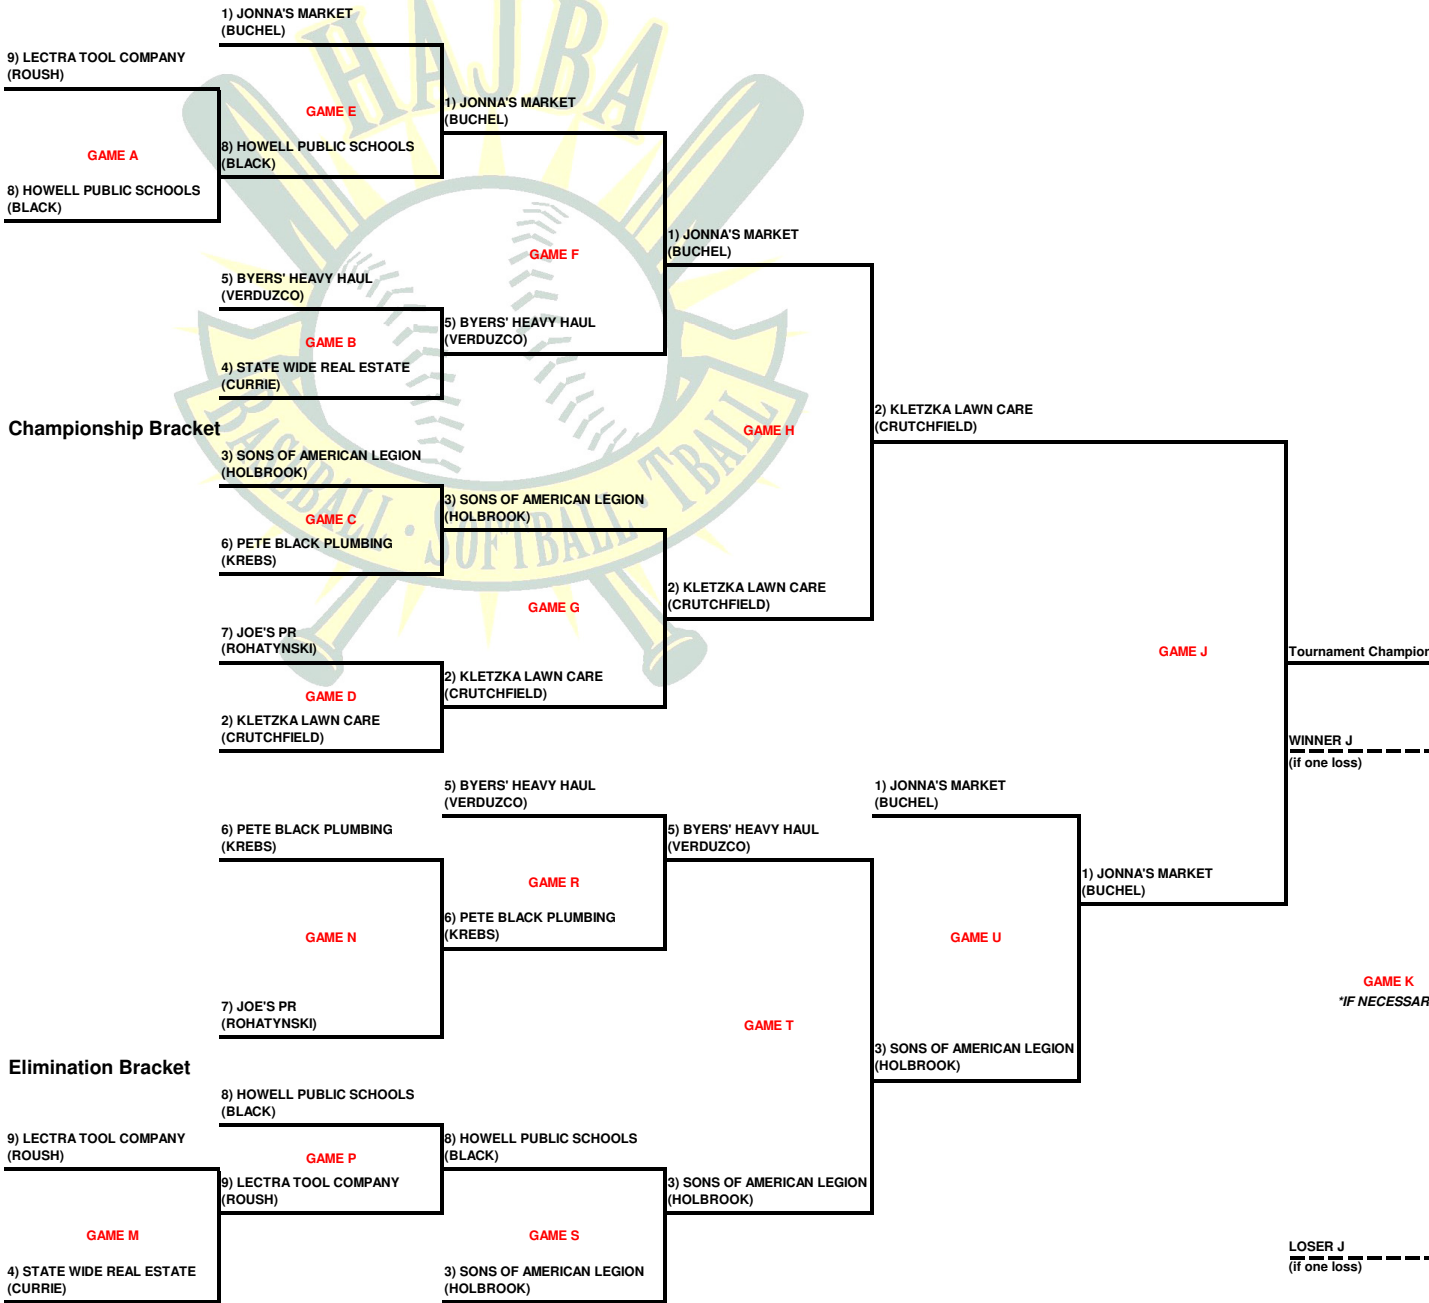 HAJBA
BASEBALL · SOFTBALL · TBALL
1) JONNA'S MARKET
(BUCHEL)
9) LECTRA TOOL COMPANY
(ROUSH)
GAME E
1) JONNA'S MARKET
(BUCHEL)
GAME A
8) HOWELL PUBLIC SCHOOLS
(BLACK)
8) HOWELL PUBLIC SCHOOLS
(BLACK)
1) JONNA'S MARKET
(BUCHEL)
GAME F
5) BYERS' HEAVY HAUL
(VERDUZCO)
5) BYERS' HEAVY HAUL
(VERDUZCO)
GAME B
4) STATE WIDE REAL ESTATE
(CURRIE)
2) KLETZKA LAWN CARE
(CRUTCHFIELD)
Championship Bracket
GAME H
3) SONS OF AMERICAN LEGION
(HOLBROOK)
3) SONS OF AMERICAN LEGION
(HOLBROOK)
GAME C
6) PETE BLACK PLUMBING
(KREBS)
2) KLETZKA LAWN CARE
(CRUTCHFIELD)
GAME G
7) JOE'S PR
(ROHATYNSKI)
GAME J
Tournament Champion
2) KLETZKA LAWN CARE
(CRUTCHFIELD)
GAME D
2) KLETZKA LAWN CARE
(CRUTCHFIELD)
WINNER J
(if one loss)
5) BYERS' HEAVY HAUL
(VERDUZCO)
1) JONNA'S MARKET
(BUCHEL)
6) PETE BLACK PLUMBING
(KREBS)
5) BYERS' HEAVY HAUL
(VERDUZCO)
GAME R
1) JONNA'S MARKET
(BUCHEL)
6) PETE BLACK PLUMBING
(KREBS)
GAME N
GAME U
GAME K
*IF NECESSAR
7) JOE'S PR
(ROHATYNSKI)
GAME T
3) SONS OF AMERICAN LEGION
(HOLBROOK)
Elimination Bracket
8) HOWELL PUBLIC SCHOOLS
(BLACK)
9) LECTRA TOOL COMPANY
(ROUSH)
8) HOWELL PUBLIC SCHOOLS
(BLACK)
GAME P
9) LECTRA TOOL COMPANY
(ROUSH)
3) SONS OF AMERICAN LEGION
(HOLBROOK)
GAME M
GAME S
LOSER J
(if one loss)
4) STATE WIDE REAL ESTATE
(CURRIE)
3) SONS OF AMERICAN LEGION
(HOLBROOK)